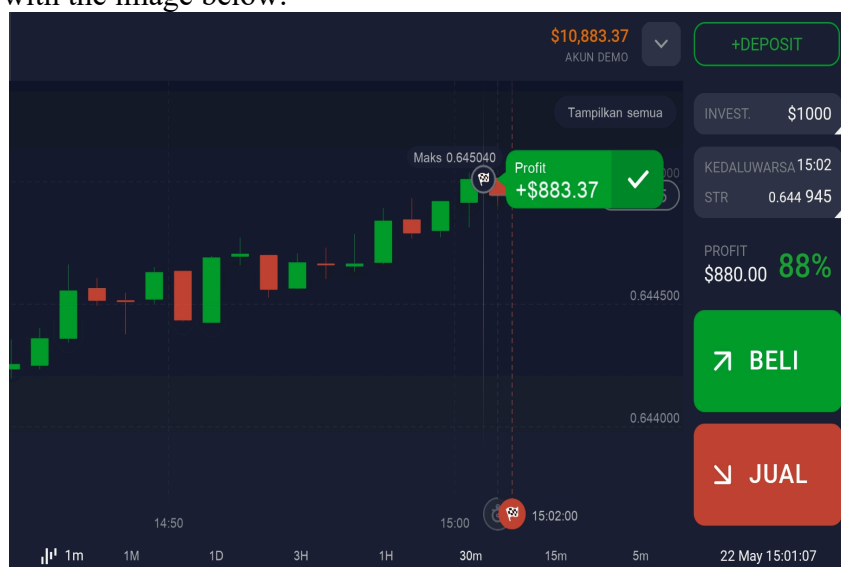 with the image below.
$10,883.37
AKUN DEMO
+DEPOSIT
Tampilkan semua
INVEST. $1000
Maks 0.645040
Profit
+$883.37
KEDALUWARSA 15:02
STR 0.644 945
PROFIT
$880.00 88%
0.644500
BELI
0.644000
JUAL
14:50
15:00
15:02:00
1m 1M 1D 3H 1H 30m 15m 5m 22 May 15:01:07